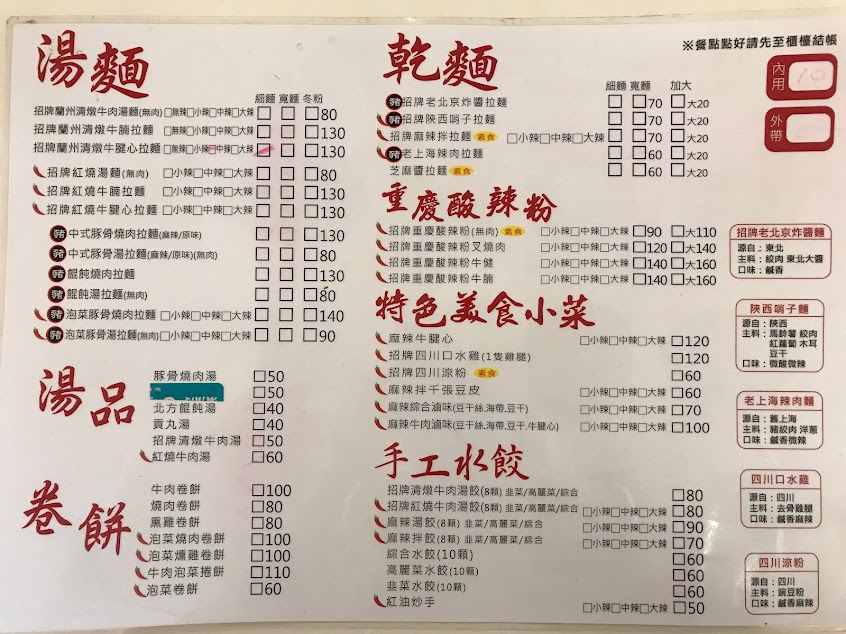 ※餐點點好請先至櫃檯結帳
內用 10
外帶
湯麵
細麵 寬麵 冬粉
招牌蘭州清燉牛肉湯麵(無肉) □無辣□小辣□中辣□大辣 □ □ □80
招牌蘭州清燉牛腩拉麵 □無辣□小辣□中辣□大辣 □ □ □130
招牌蘭州清燉牛腱心拉麵 □無辣□小辣□中辣□大辣 □ □ □130
招牌紅燒湯麵(無肉) □小辣□中辣□大辣 □ □ □80
招牌紅燒牛腩拉麵 □小辣□中辣□大辣 □ □ □130
招牌紅燒牛腱心拉麵 □小辣□中辣□大辣 □ □ □130
豬 中式豚骨燒肉拉麵(麻辣/原味) □ □ □130
豬 中式豚骨湯拉麵(麻辣/原味)(無肉) □ □ □80
豬 餛飩燒肉拉麵 □ □ □130
豬 餛飩湯拉麵(無肉) □ □ □80
豬 泡菜豚骨燒肉拉麵 □小辣□中辣□大辣 □ □ □140
豬 泡菜豚骨湯拉麵(無肉) □小辣□中辣□大辣 □ □ □90
湯品
豚骨燒肉湯 □50
□50
北方餛飩湯 □40
貢丸湯 □40
招牌清燉牛肉湯 □50
紅燒牛肉湯 □60
卷餅
牛肉卷餅 □100
燒肉卷餅 □80
熏雞卷餅 □80
泡菜燒肉卷餅 □100
泡菜燻雞卷餅 □100
牛肉泡菜捲餅 □110
泡菜卷餅 □60
乾麵
細麵 寬麵 加大
豬 招牌老北京炸醬拉麵 □ □70 □大20
豬 招牌陝西哨子拉麵 □ □70 □大20
招牌麻辣拌拉麵 素食 □小辣□中辣□大辣 □ □70 □大20
豬 老上海辣肉拉麵 □ □60 □大20
芝麻醬拉麵 素食 □ □60 □大20
重慶酸辣粉
招牌重慶酸辣粉(無肉) 素食 □小辣□中辣□大辣 □90 □大110
招牌重慶酸辣粉叉燒肉 □小辣□中辣□大辣 □120 □大140
招牌重慶酸辣粉牛健 □小辣□中辣□大辣 □140 □大160
招牌重慶酸辣粉牛腩 □小辣□中辣□大辣 □140 □大160
特色美食小菜
麻辣牛腱心 □小辣□中辣□大辣 □120
招牌四川口水雞(1隻雞腿) □120
招牌四川涼粉 素食 □60
麻辣拌千張豆皮 □小辣□中辣□大辣 □60
麻辣綜合滷味(豆干絲,海帶,豆干) □小辣□中辣□大辣 □70
麻辣牛肉滷味(豆干絲,海帶,豆干,牛腱心) □小辣□中辣□大辣 □100
手工水餃
招牌清燉牛肉湯餃(8顆) 韭菜/高麗菜/綜合 □80
招牌紅燒牛肉湯餃(8顆) 韭菜/高麗菜/綜合 □小辣□中辣□大辣 □80
麻辣湯餃(8顆) 韭菜/高麗菜/綜合 □小辣□中辣□大辣 □90
麻辣拌餃(8顆) 韭菜/高麗菜/綜合 □小辣□中辣□大辣 □70
綜合水餃(10顆) □60
高麗菜水餃(10顆) □60
韭菜水餃(10顆) □60
紅油炒手 □小辣□中辣□大辣 □50
招牌老北京炸醬麵
源自：東北
主料：絞肉 東北大醬
口味：鹹香
陝西哨子麵
源自：陝西
主料：馬鈴薯 絞肉
紅蘿蔔 木耳
豆干
口味：微酸微辣
老上海辣肉麵
源自：舊上海
主料：豬絞肉 洋蔥
口味：鹹香微辣
四川口水雞
源自：四川
主料：去骨雞腿
口味：鹹香麻辣
四川涼粉
源自：四川
主料：豌豆粉
口味：鹹香麻辣